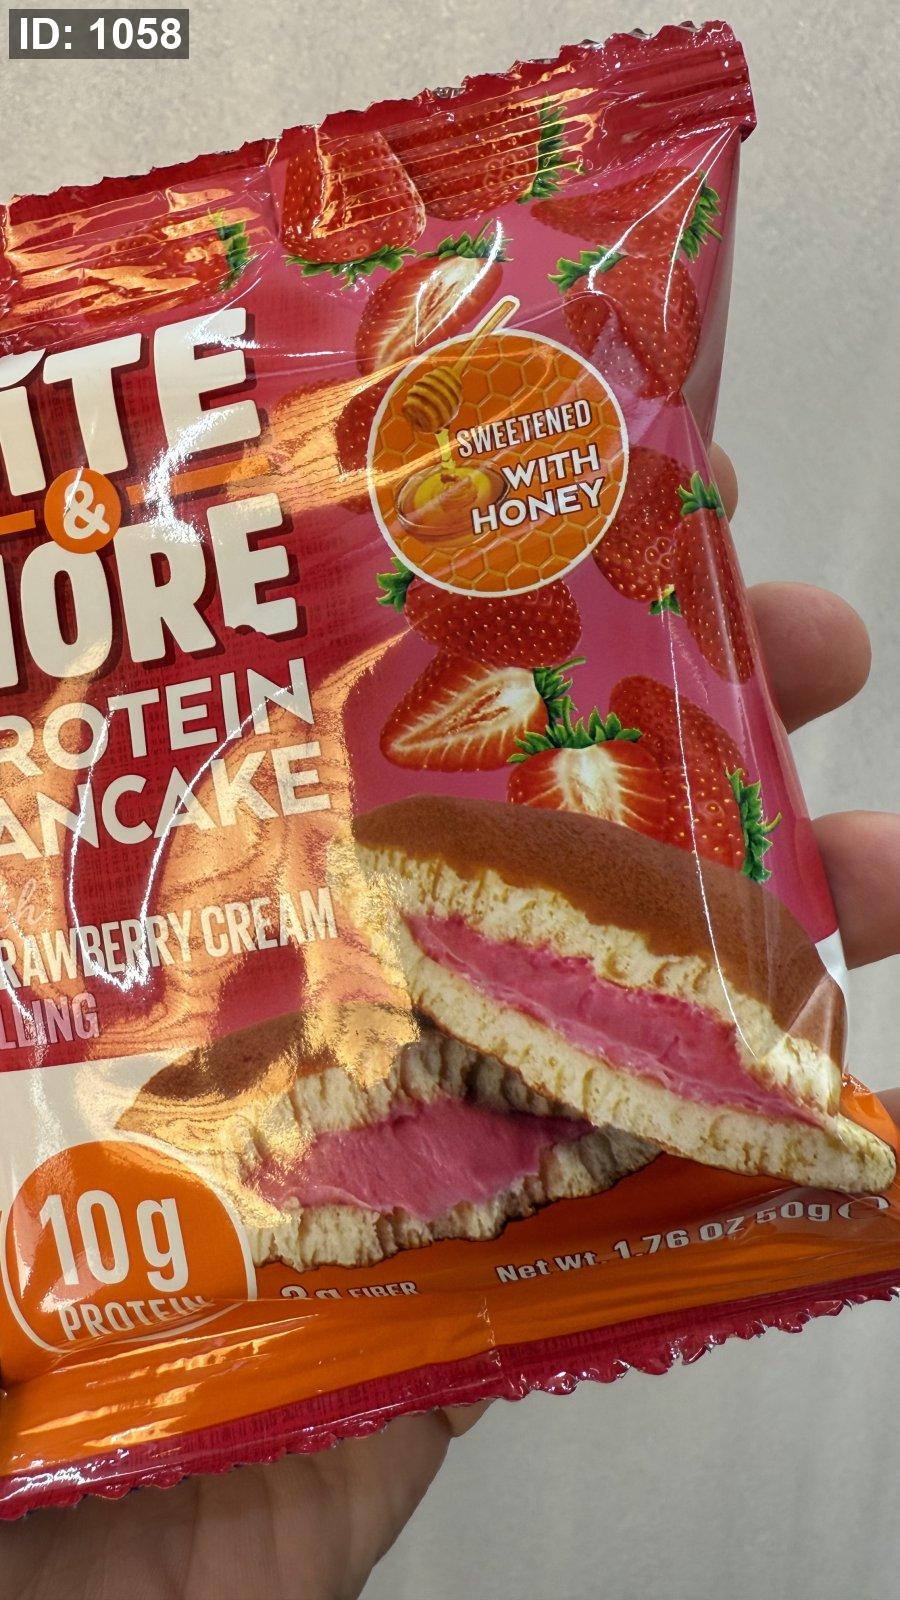 ID: 1058
ITE
&
ORE
ROTEIN
ANCAKE
h
RAWBERRY CREAM
LLING
SWEETENED
WITH
HONEY
10g
PROTEIN
g FIBER
Net Wt. 1.76 OZ 50g ℮